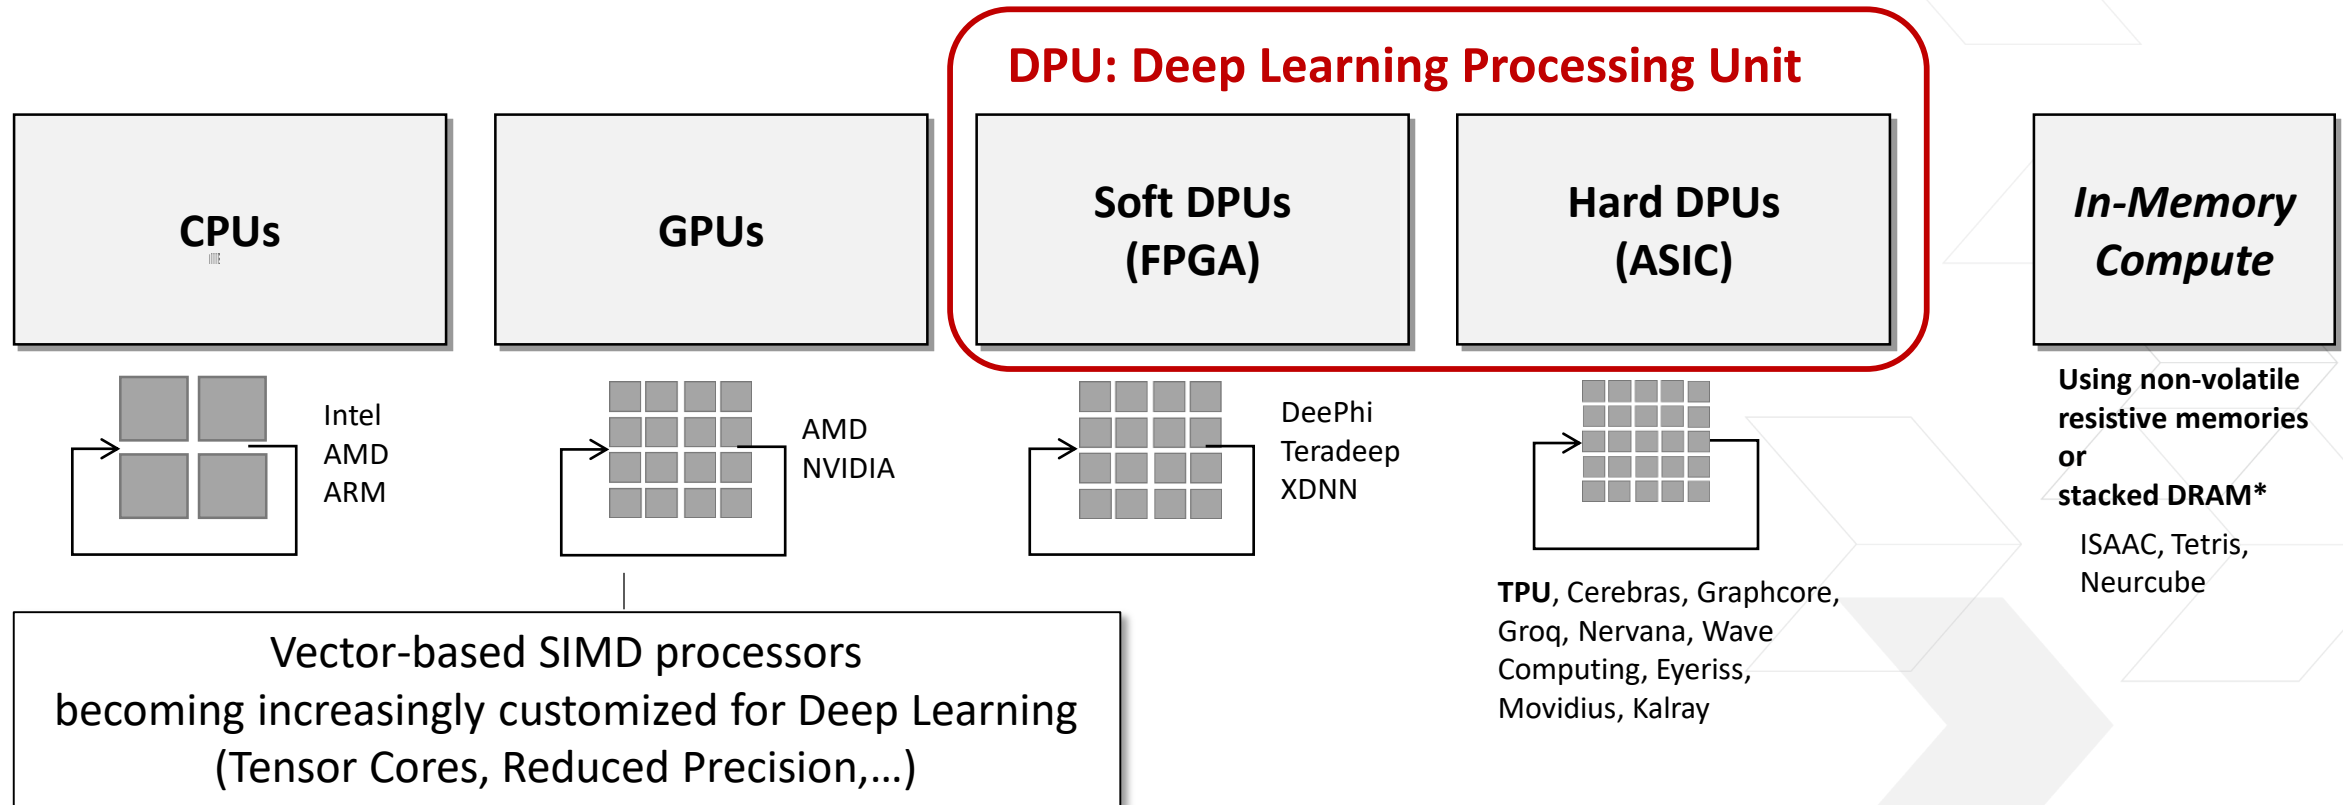 DPU: Deep Learning Processing Unit
CPUs
GPUs
Soft DPUs
(FPGA)
Hard DPUs
(ASIC)
In-Memory
Compute
Intel
AMD
ARM
AMD
NVIDIA
DeePhi
Teradeep
XDNN
TPU, Cerebras, Graphcore,
Groq, Nervana, Wave
Computing, Eyeriss,
Movidius, Kalray
Using non-volatile
resistive memories
or
stacked DRAM*
ISAAC, Tetris,
Neurcube
Vector-based SIMD processors
becoming increasingly customized for Deep Learning
(Tensor Cores, Reduced Precision,...)